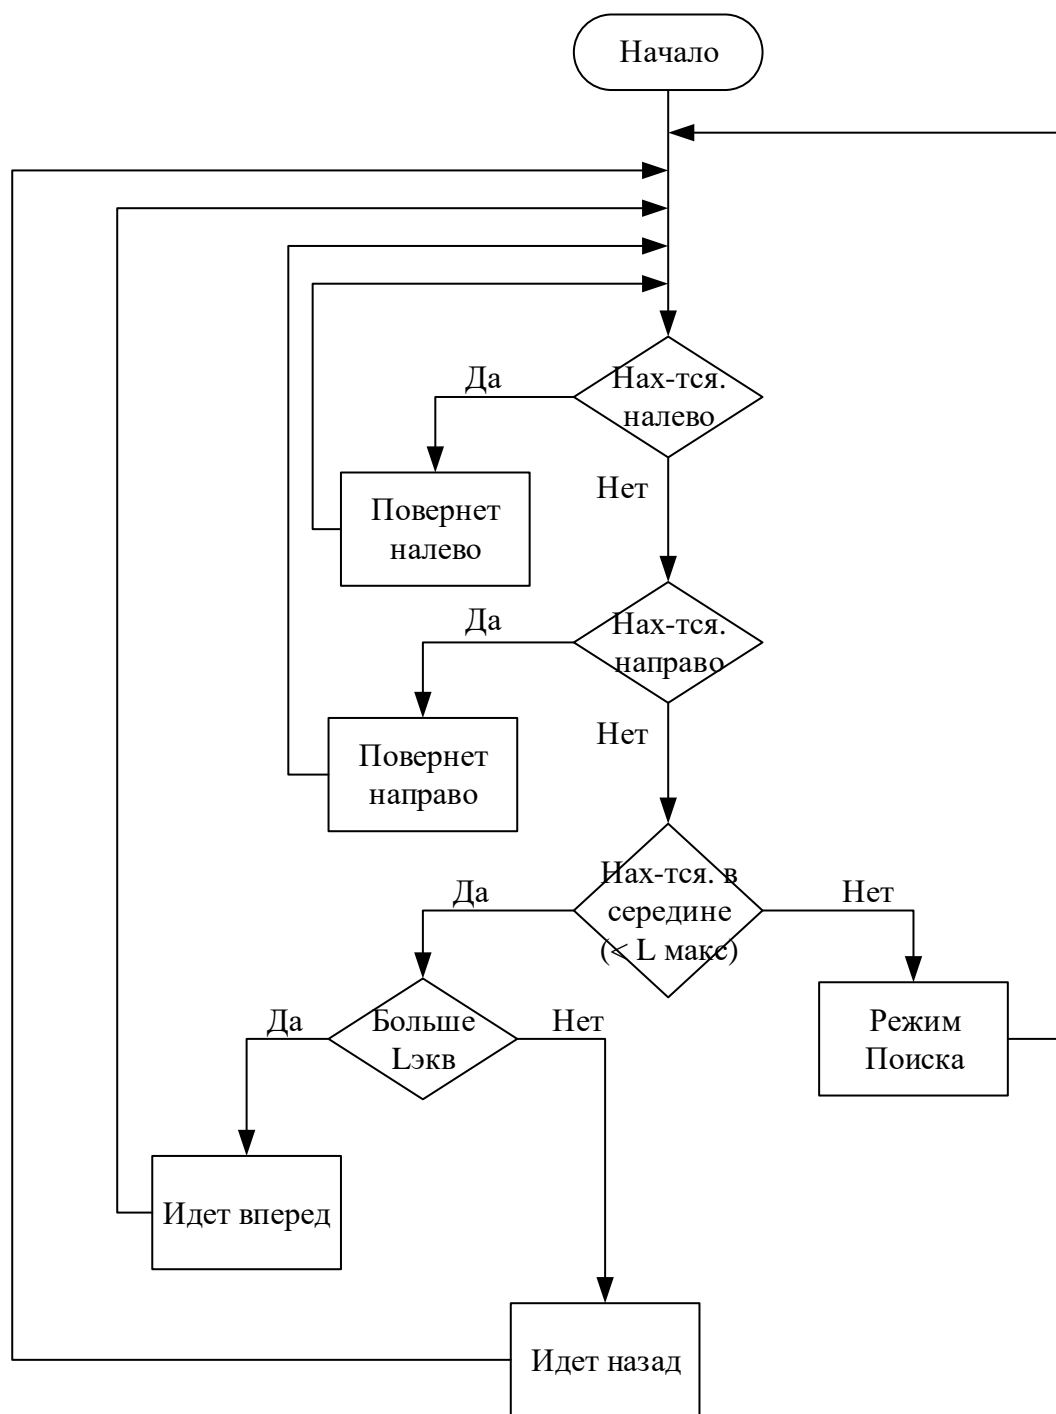 Начало
Нах-тся.
налево
Да
Нет
Повернет
налево
Нах-тся.
направо
Да
Нет
Повернет
направо
Нах-тся. в
середине
(< L макс)
Да
Нет
Больше
Lэкв
Да
Нет
Режим
Поиска
Идет вперед
Идет назад